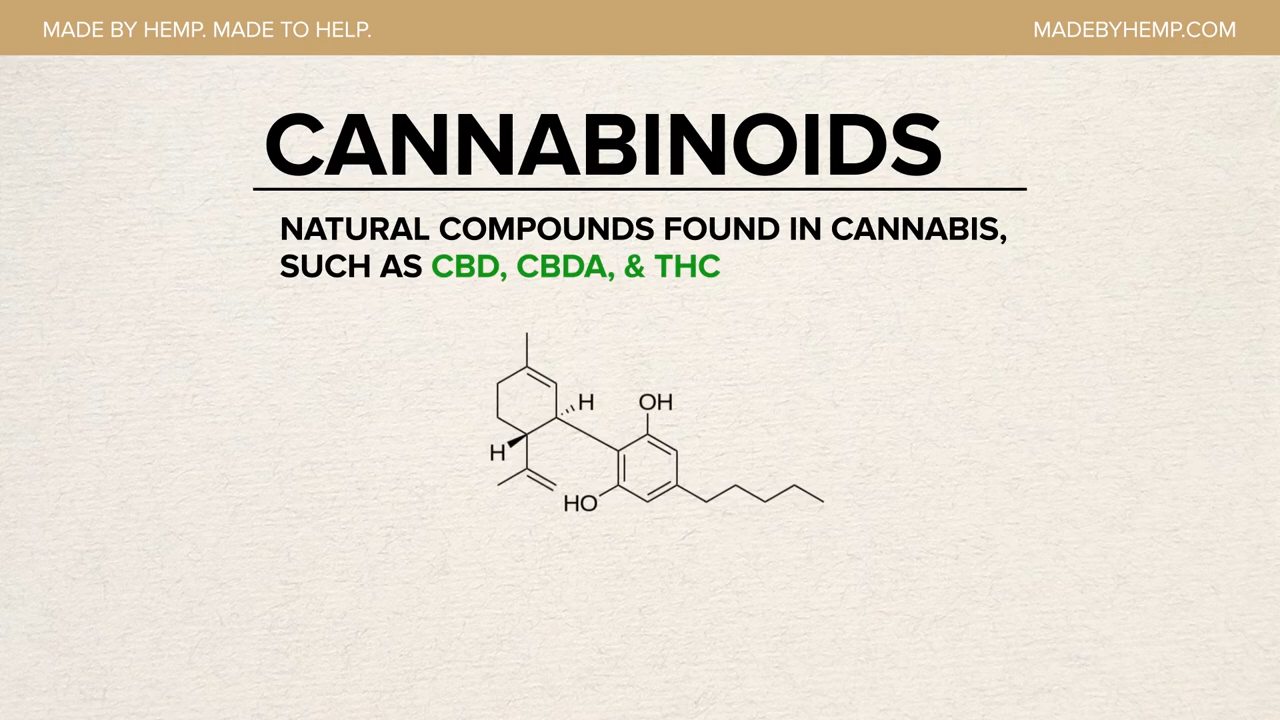 MADE BY HEMP. MADE TO HELP.
MADEBYHEMP.COM
CANNABINOIDS
NATURAL COMPOUNDS FOUND IN CANNABIS,
SUCH AS CBD, CBDA, & THC
H
OH
H
HO